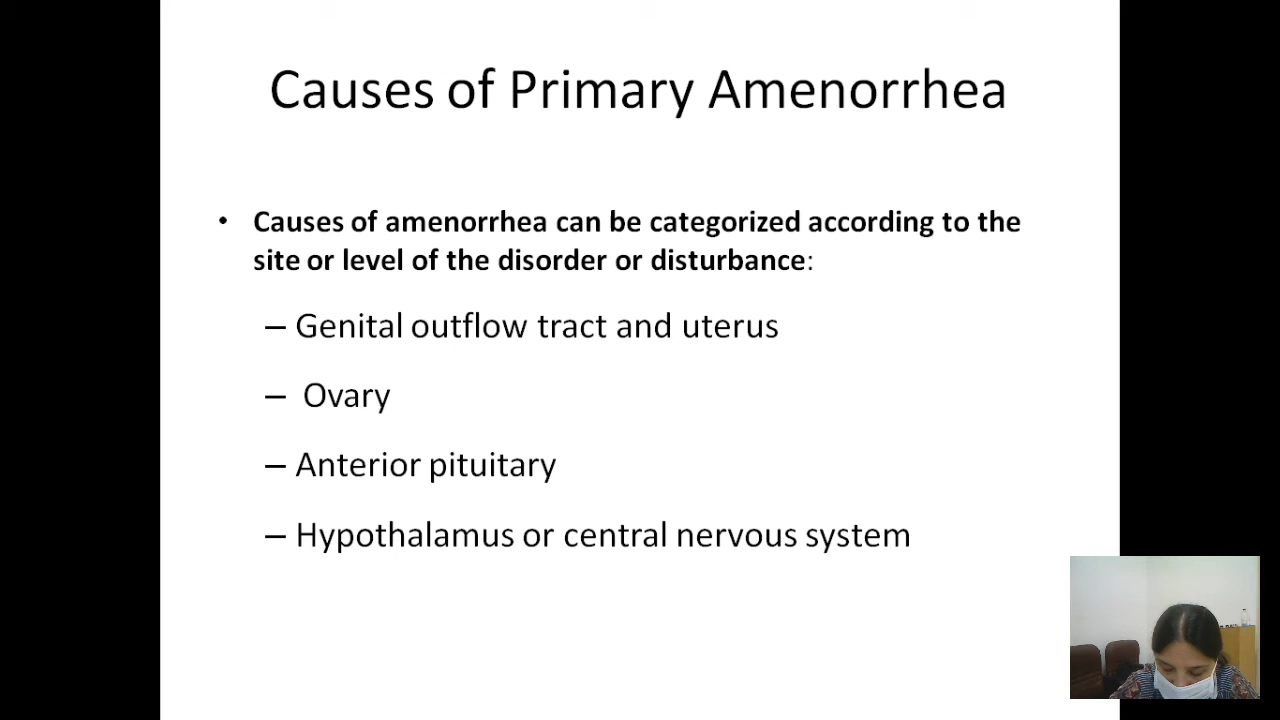 Causes of Primary Amenorrhea
• Causes of amenorrhea can be categorized according to the
site or level of the disorder or disturbance:
– Genital outflow tract and uterus
– Ovary
– Anterior pituitary
– Hypothalamus or central nervous system